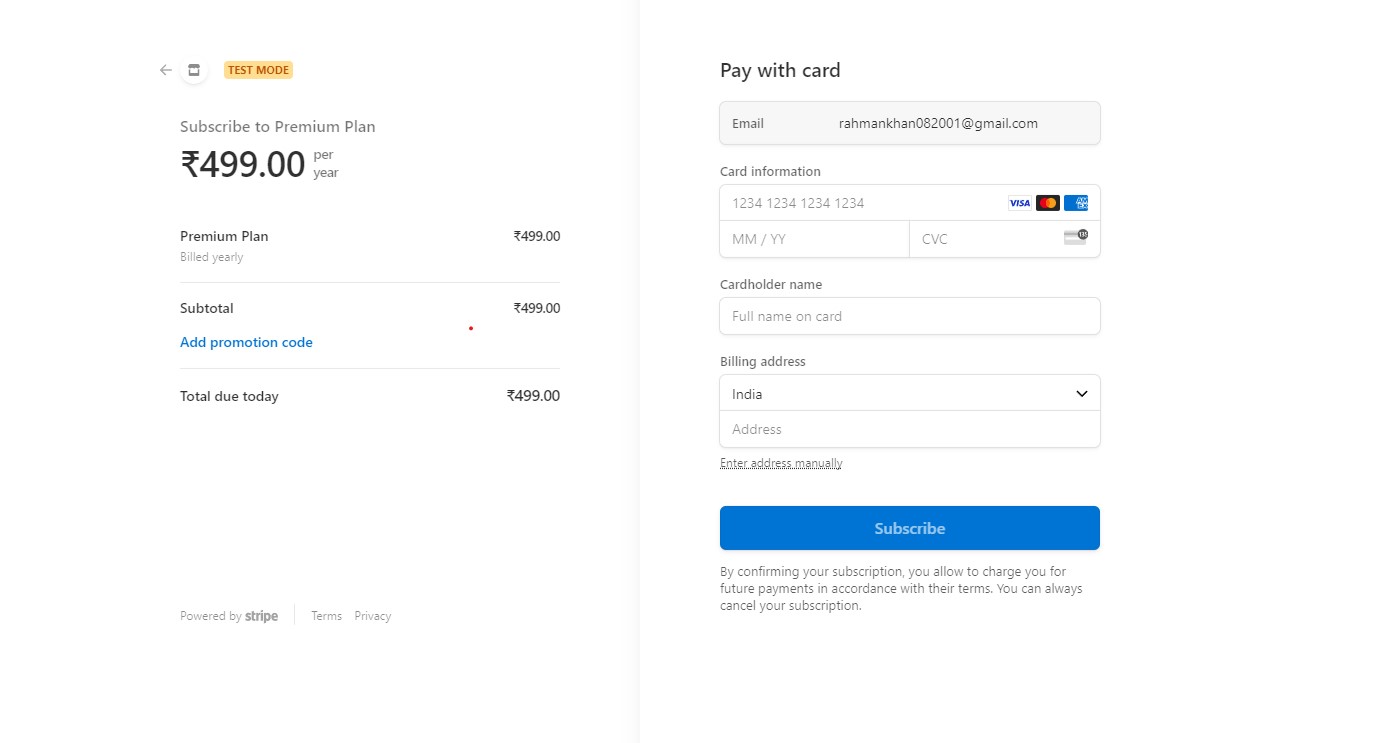 TEST MODE
Subscribe to Premium Plan
₹499.00 per
year
Premium Plan ₹499.00
Billed yearly
Subtotal ₹499.00
Add promotion code
Total due today ₹499.00
Powered by stripe Terms Privacy
Pay with card
Email rahmankhan082001@gmail.com
Card information
1234 1234 1234 1234 VISA AM EX
MM / YY CVC 135
Cardholder name
Full name on card
Billing address
India
Address
Enter address manually
Subscribe
By confirming your subscription, you allow to charge you for
future payments in accordance with their terms. You can always
cancel your subscription.